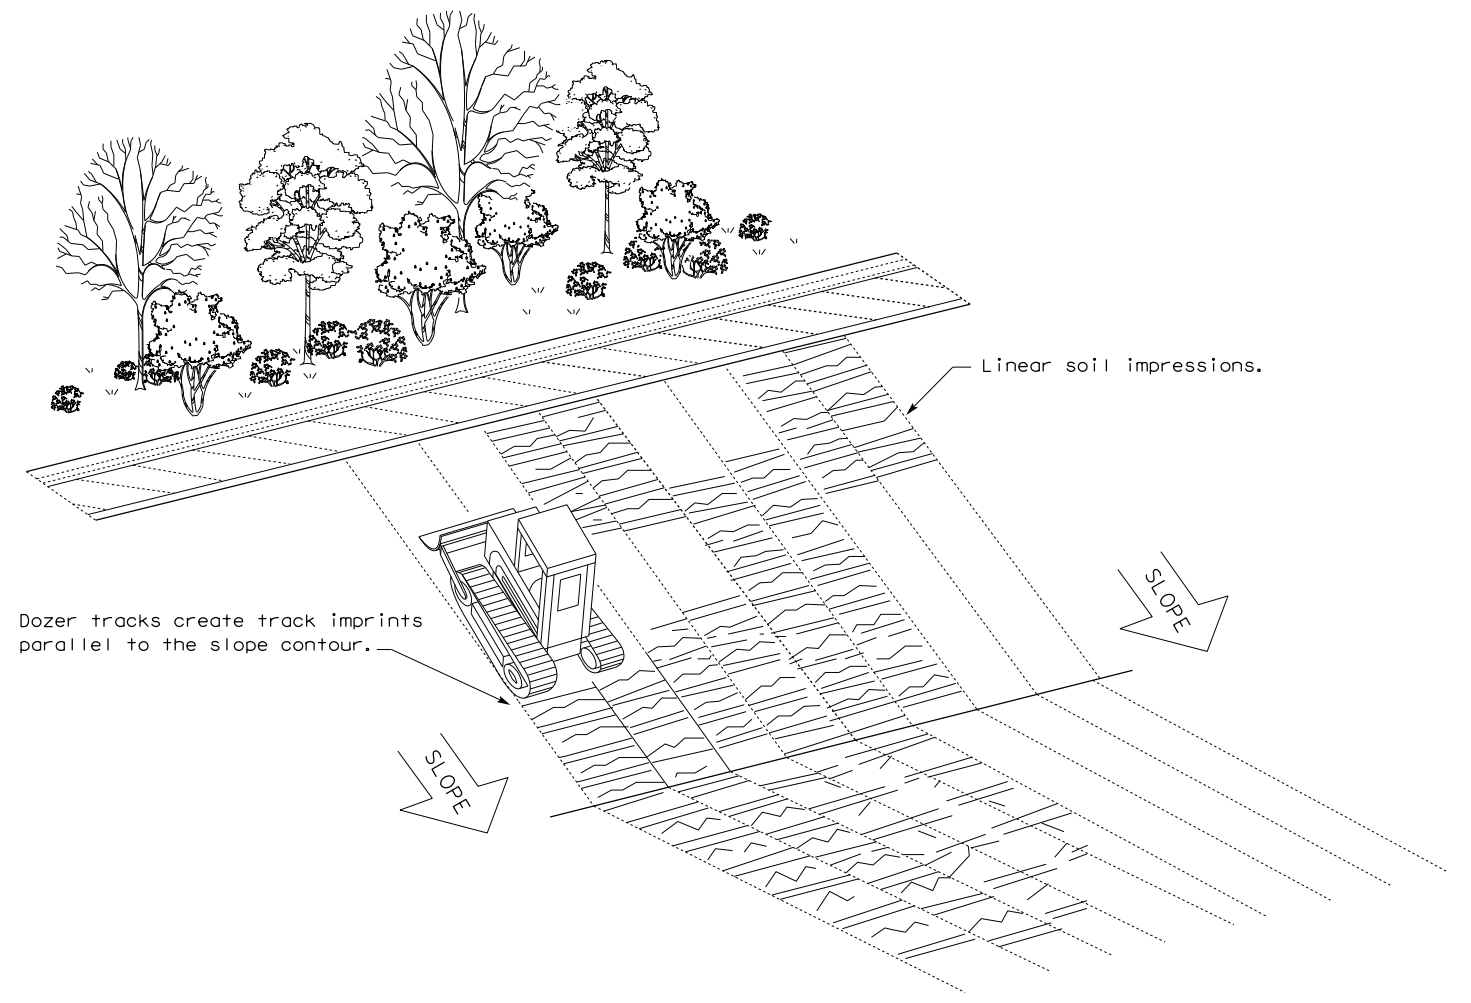 Linear soil impressions.
SLOPE
Dozer tracks create track imprints
parallel to the slope contour.
SLOPE